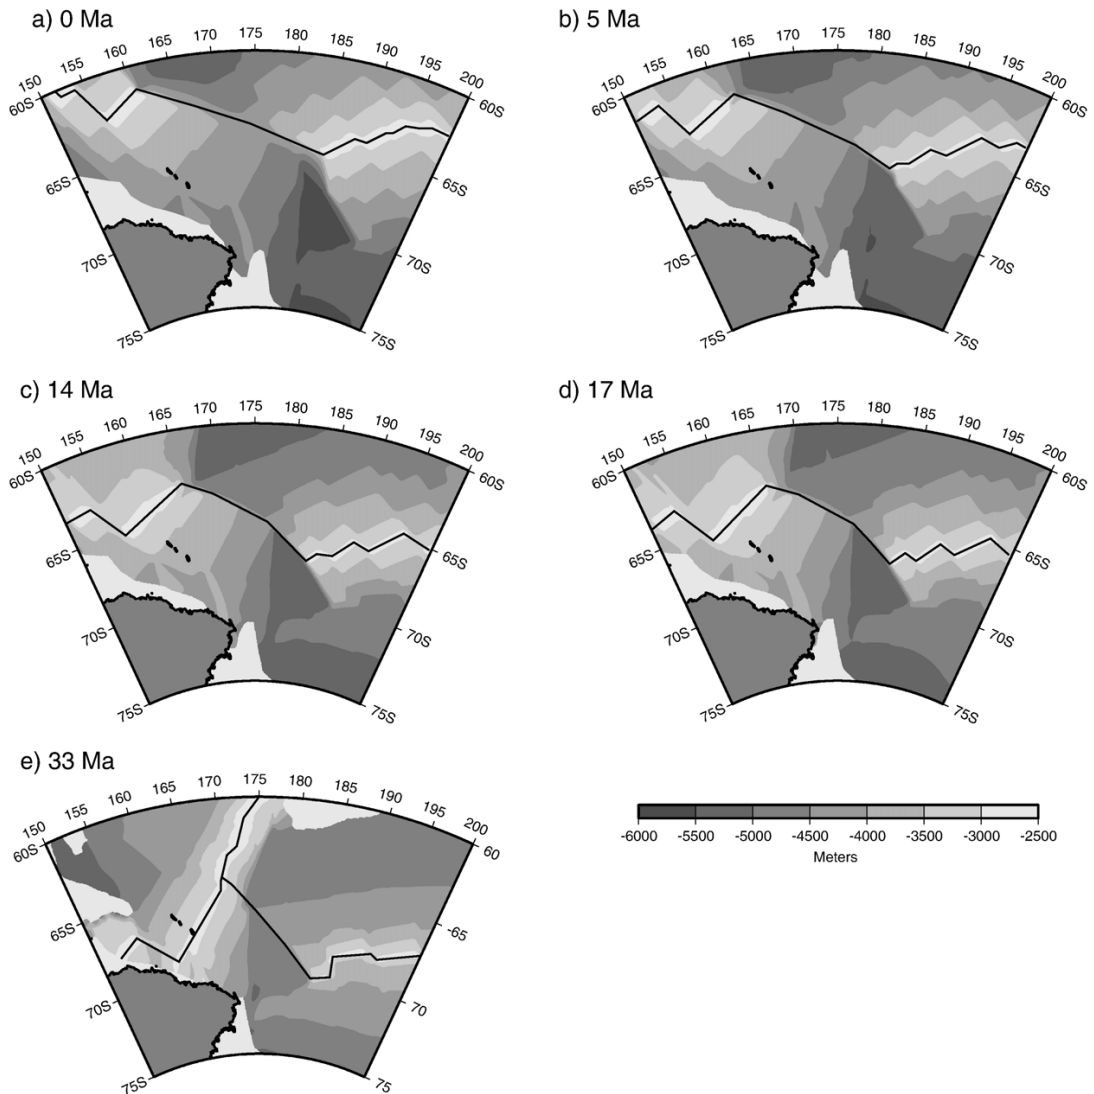 a) 0 Ma
150 155 160 165 170 175 180 185 190 195 200
60S 60S
65S 65S
70S 70S
75S 75S
b) 5 Ma
150 155 160 165 170 175 180 185 190 195 200
60S 60S
65S 65S
70S 70S
75S 75S
c) 14 Ma
150 155 160 165 170 175 180 185 190 195 200
60S 60S
65S 65S
70S 70S
75S 75S
d) 17 Ma
150 155 160 165 170 175 180 185 190 195 200
60S 60S
65S 65S
70S 70S
75S 75S
e) 33 Ma
150 155 160 165 170 175 180 185 190 195 200
60S 60
65S -65
70S 70
75S 75
-6000 -5500 -5000 -4500 -4000 -3500 -3000 -2500
Meters